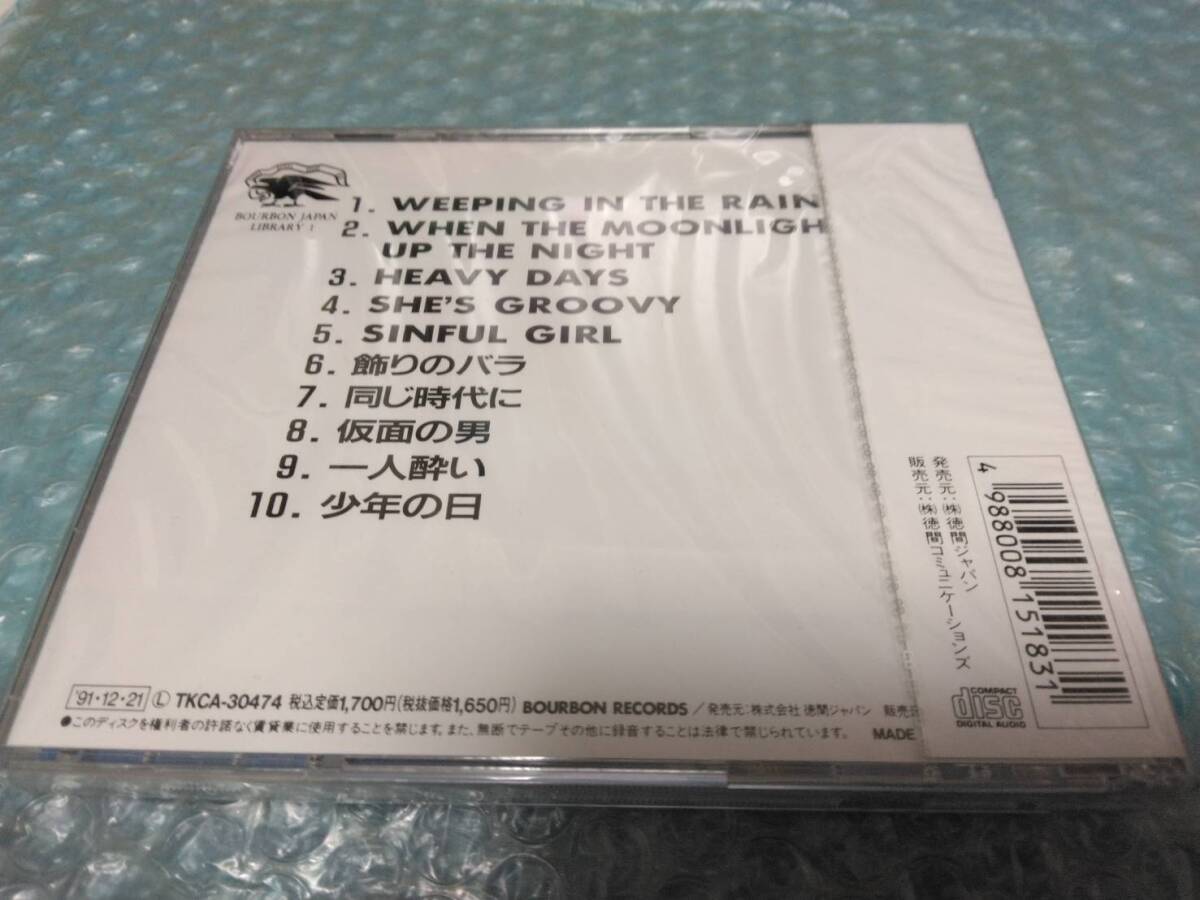 BOURBON JAPAN
LIBRARY 1
1. WEEPING IN THE RAIN
2. WHEN THE MOONLIGH
UP THE NIGHT
3. HEAVY DAYS
4. SHE'S GROOVY
5. SINFUL GIRL
6. 飾りのバラ
7. 同じ時代に
8. 仮面の男
9. 一人酔い
10. 少年の日
発売元:㈱徳間ジャパン
販売元:㈱徳間コミュニケーションズ
4 988008 151831
COMPACT
disc
DIGITAL AUDIO
'91・12・21 Ⓛ TKCA-30474 税込定価1,700円(税抜価格1,650円) BOURBON RECORDS / 発売元:株式会社 徳間ジャパン 販売元
●このディスクを権利者の許諾なく賃貸業に使用することを禁じます。また、無断でテープその他に録音することは法律で禁じられています。 MADE